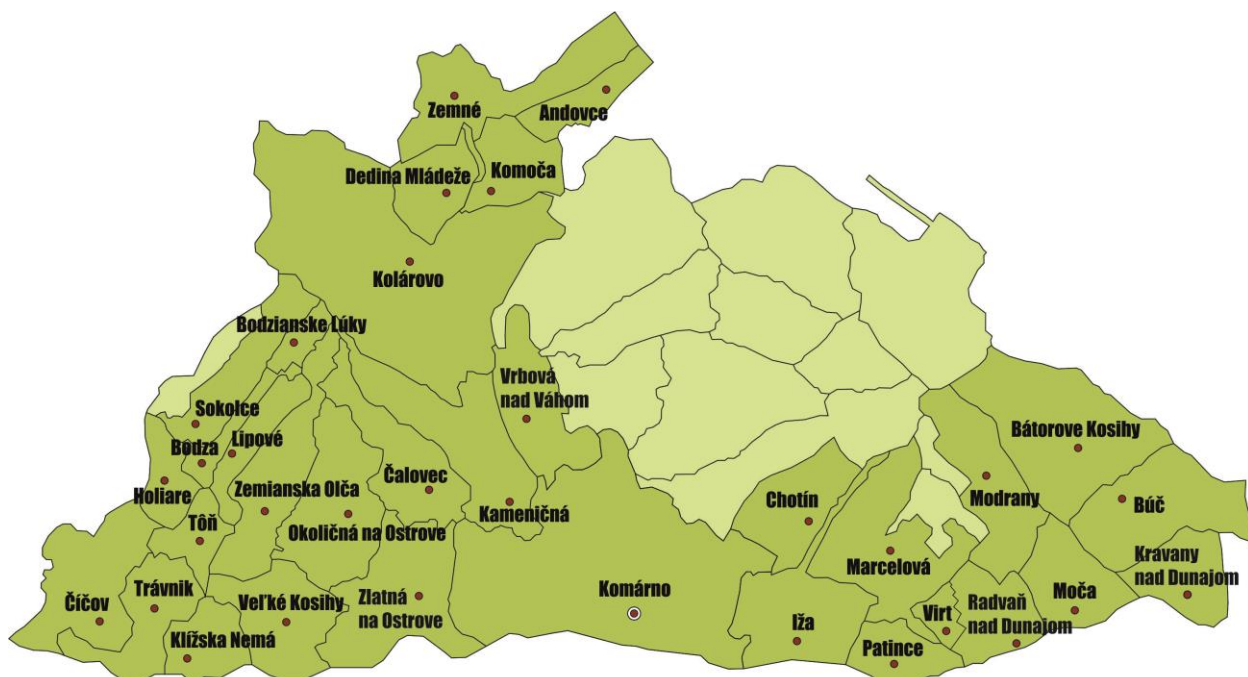 Zemné
Andovce
Dedina Mládeže
Komoča
Kolárovo
Bodzianske Lúky
Vrbová
nad Váhom
Sokolce
Bodza
Lipové
Bátorove Kosihy
Holiare
Zemianska Olča
Čalovec
Chotín
Modrany
Búč
Tôň
Okoličná na Ostrove
Kameničná
Marcelová
Kravany
nad Dunajom
Číčov
Trávnik
Veľké Kosihy
Zlatná
na Ostrove
Komárno
Iža
Virt
Radvaň
nad Dunajom
Moča
Klížska Nemá
Patince